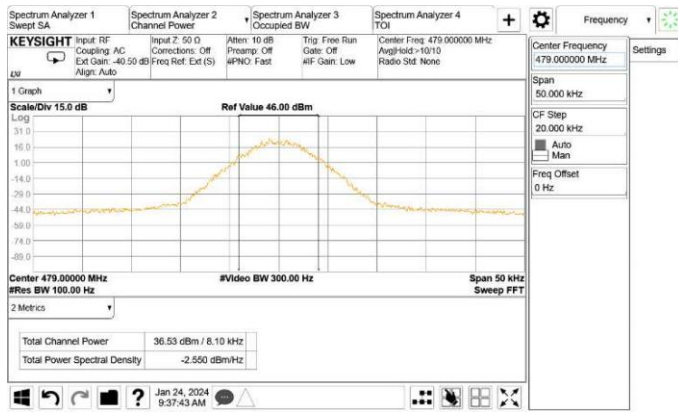 Spectrum Analyzer 1
Swept SA
Spectrum Analyzer 2
Channel Power
Spectrum Analyzer 3
Occupied BW
Spectrum Analyzer 4
TOI
+
Frequency
KEYSIGHT
Input: RF
Coupling: AC
Ext Gain: -40.50 dB
Align: Auto
Input Z: 50 Ω
Corrections: Off
Freq Ref: Ext (S)
Atten: 10 dB
Preamp: Off
#PNO: Fast
Trig: Free Run
Gate: Off
#IF Gain: Low
Center Freq: 479.000000 MHz
Avg|Hold:>10/10
Radio Std: None
1 Graph
Scale/Div 15.0 dB
Ref Value 46.00 dBm
Log
31.0
16.0
1.00
-14.0
-29.0
-44.0
-59.0
-74.0
-89.0
Center 479.00000 MHz
#Video BW 300.00 Hz
Span 50 kHz
#Res BW 100.00 Hz
Sweep FFT
2 Metrics
Total Channel Power 36.53 dBm / 8.10 kHz
Total Power Spectral Density -2.550 dBm/Hz
Center Frequency
479.000000 MHz
Settings
Span
50.000 kHz
CF Step
20.000 kHz
Auto
Man
Freq Offset
0 Hz
?
Jan 24, 2024
9:37:43 AM